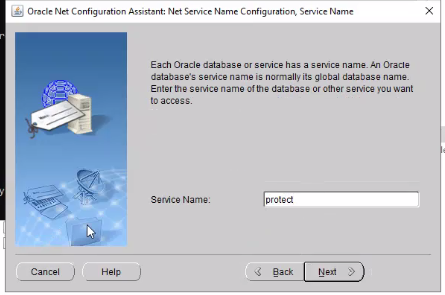 Oracle Net Configuration Assistant: Net Service Name Configuration, Service Name
Each Oracle database or service has a service name. An Oracle
database's service name is normally its global database name.
Enter the service name of the database or other service you want
to access.
Service Name:
protect
Cancel
Help
Back
Next